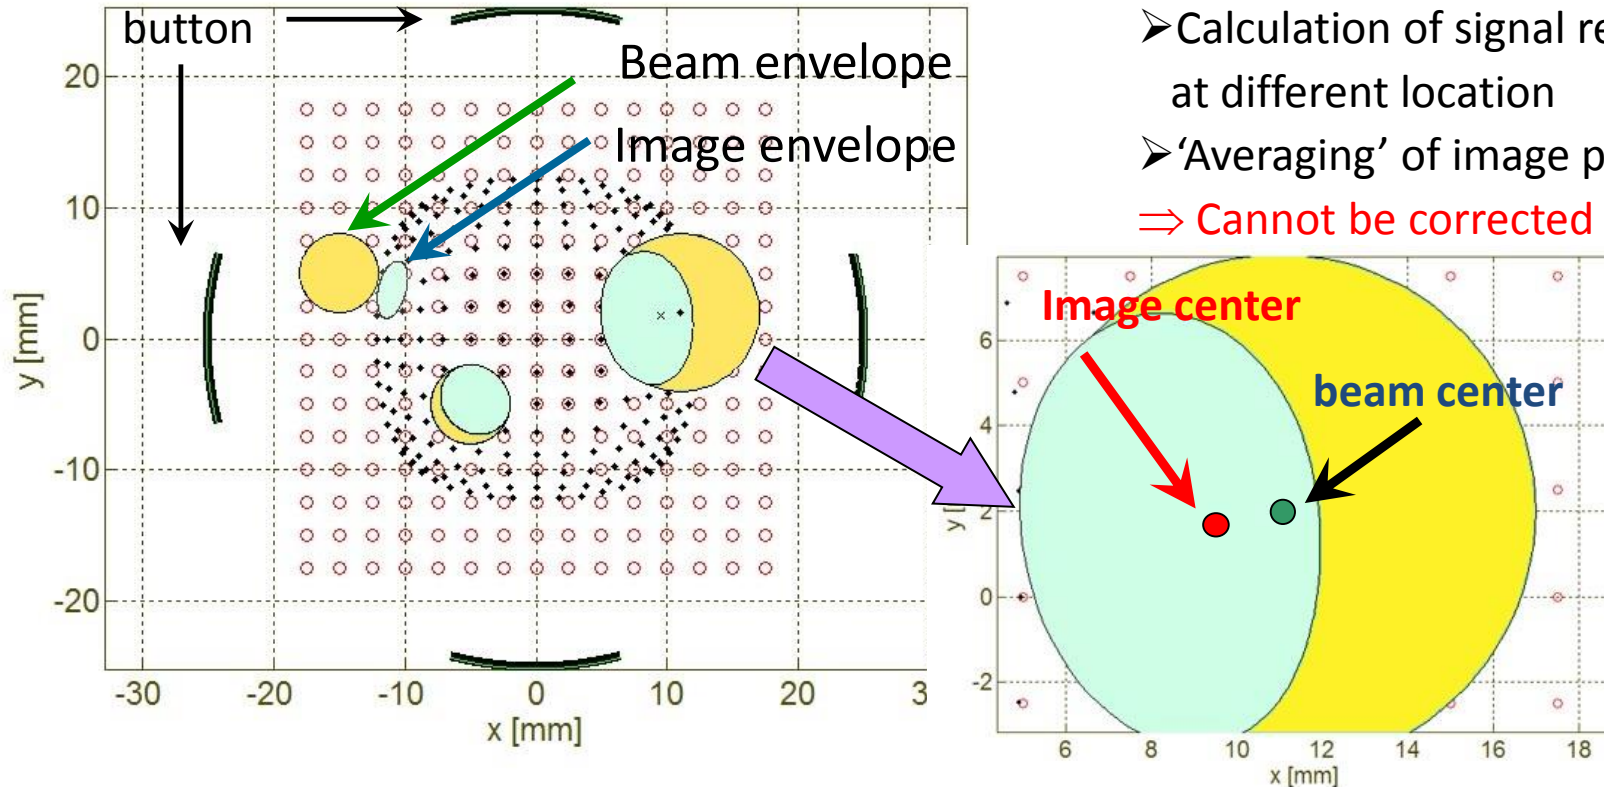 button
Beam envelope
Image envelope
20
10
0
-10
-20
y [mm]
-30
-20
-10
0
10
20
x [mm]
➢Calculation of signal
at different location
➢'Averaging' of image
⇒ Cannot be corrected
Image center
beam center
6
4
2
0
-2
6
8
10
12
14
16
18
x [mm]